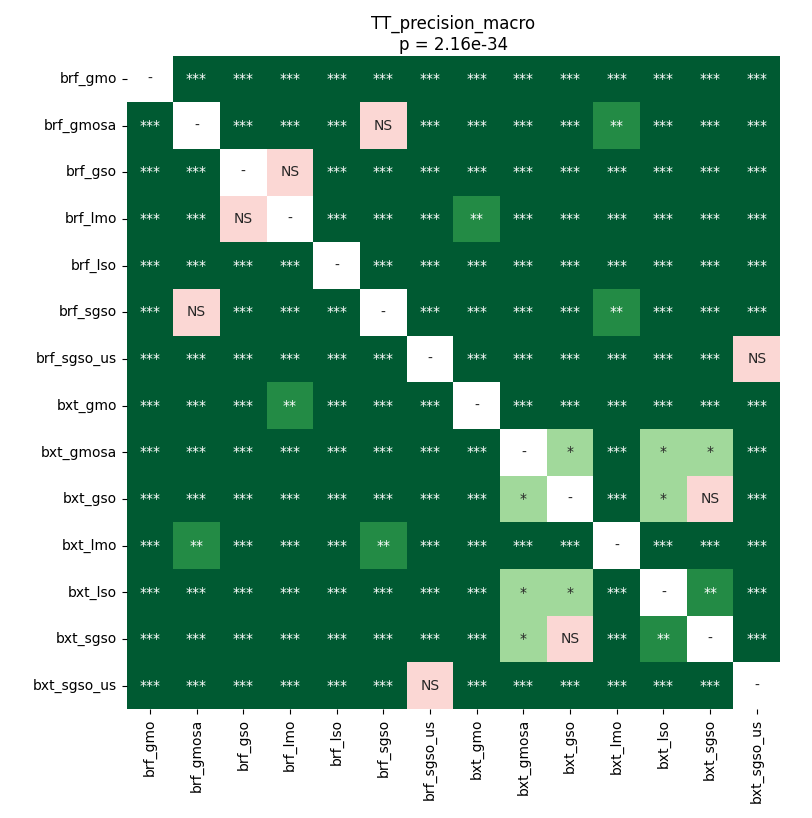 TT_precision_macro
p = 2.16e-34
brf_gmo - *** *** *** *** *** *** *** *** *** *** *** *** ***
brf_gmosa *** - *** *** *** NS *** *** *** *** ** *** *** ***
brf_gso *** *** - NS *** *** *** *** *** *** *** *** *** ***
brf_lmo *** *** NS - *** *** *** ** *** *** *** *** *** ***
brf_lso *** *** *** *** - *** *** *** *** *** *** *** *** ***
brf_sgso *** NS *** *** *** - *** *** *** *** ** *** *** ***
brf_sgso_us *** *** *** *** *** *** - *** *** *** *** *** *** NS
bxt_gmo *** *** *** ** *** *** *** - *** *** *** *** *** ***
bxt_gmosa *** *** *** *** *** *** *** *** - * *** * * ***
bxt_gso *** *** *** *** *** *** *** *** * - *** * NS ***
bxt_lmo *** ** *** *** *** ** *** *** *** *** - *** *** ***
bxt_lso *** *** *** *** *** *** *** *** * * *** - ** ***
bxt_sgso *** *** *** *** *** *** *** *** * NS *** ** - ***
bxt_sgso_us *** *** *** *** *** *** NS *** *** *** *** *** *** -
brf_gmo
brf_gmosa
brf_gso
brf_lmo
brf_lso
brf_sgso
brf_sgso_us
bxt_gmo
bxt_gmosa
bxt_gso
bxt_lmo
bxt_lso
bxt_sgso
bxt_sgso_us